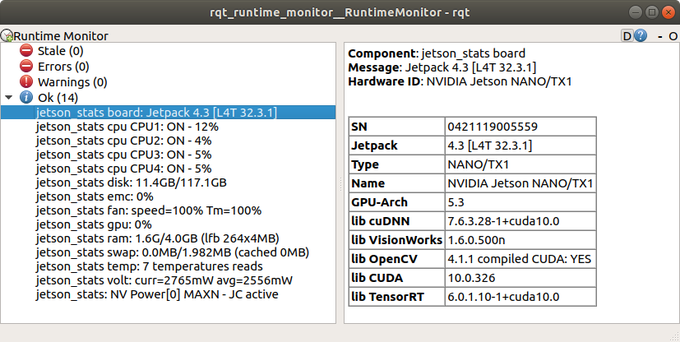 rqt_runtime_monitor__RuntimeMonitor - rqt
Runtime Monitor
D
- O
Stale (0)
Errors (0)
Warnings (0)
Ok (14)
jetson_stats board: Jetpack 4.3 [L4T 32.3.1]
jetson_stats cpu CPU1: ON - 12%
jetson_stats cpu CPU2: ON - 4%
jetson_stats cpu CPU3: ON - 5%
jetson_stats cpu CPU4: ON - 5%
jetson_stats disk: 11.4GB/117.1GB
jetson_stats emc: 0%
jetson_stats fan: speed=100% Tm=100%
jetson_stats gpu: 0%
jetson_stats ram: 1.6G/4.0GB (lfb 264x4MB)
jetson_stats swap: 0.0MB/1.982MB (cached 0MB)
jetson_stats temp: 7 temperatures reads
jetson_stats volt: curr=2765mW avg=2556mW
jetson_stats: NV Power[0] MAXN - JC active
Component: jetson_stats board
Message: Jetpack 4.3 [L4T 32.3.1]
Hardware ID: NVIDIA Jetson NANO/TX1
SN 0421119005559
Jetpack 4.3 [L4T 32.3.1]
Type NANO/TX1
Name NVIDIA Jetson NANO/TX1
GPU-Arch 5.3
lib cuDNN 7.6.3.28-1+cuda10.0
lib VisionWorks 1.6.0.500n
lib OpenCV 4.1.1 compiled CUDA: YES
lib CUDA 10.0.326
lib TensorRT 6.0.1.10-1+cuda10.0